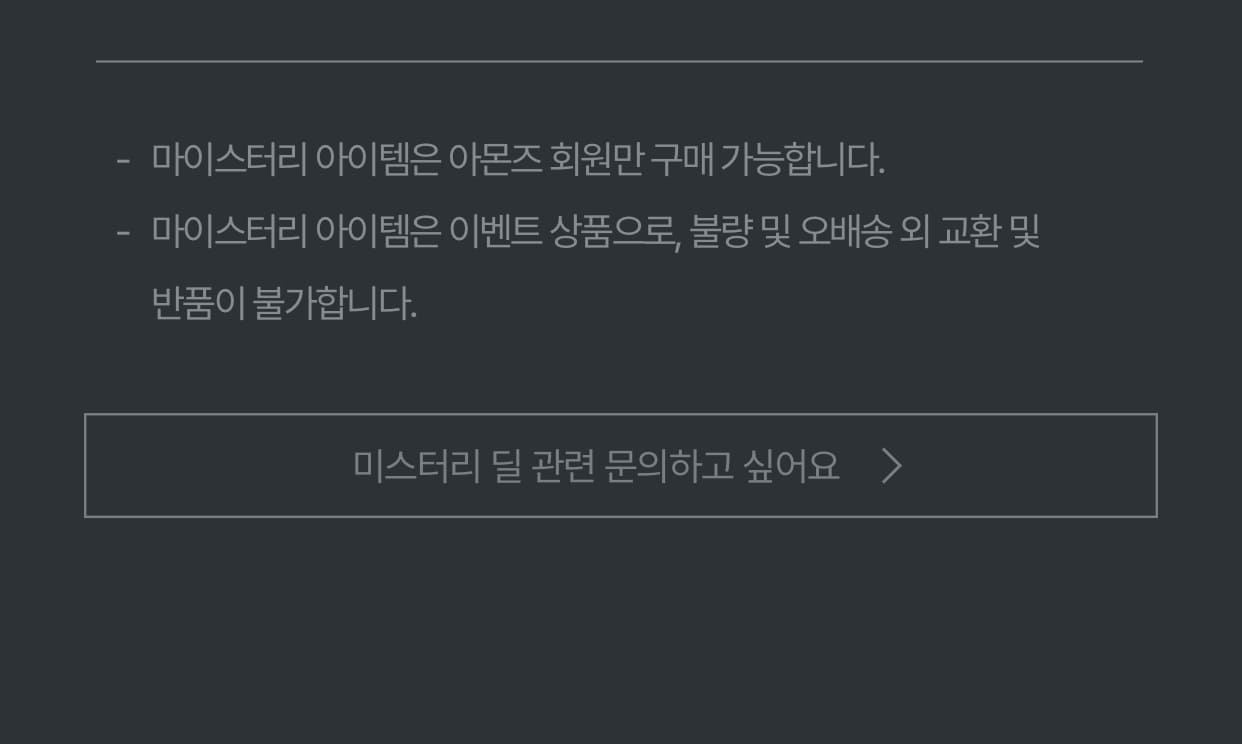 - 마이스터리 아이템은 아몬즈 회원만 구매 가능합니다.
- 마이스터리 아이템은 이벤트 상품으로, 불량 및 오배송 외 교환 및
반품이 불가합니다.
미스터리 딜 관련 문의하고 싶어요 >